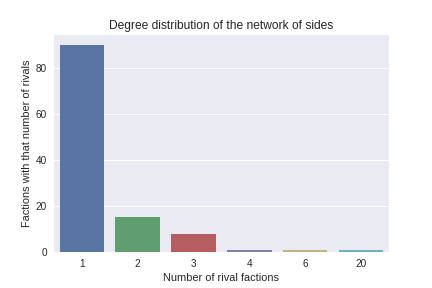 Degree distribution of the network of sides
Factions with that number of rivals
80
60
40
20
0
1 2 3 4 6 20
Number of rival factions